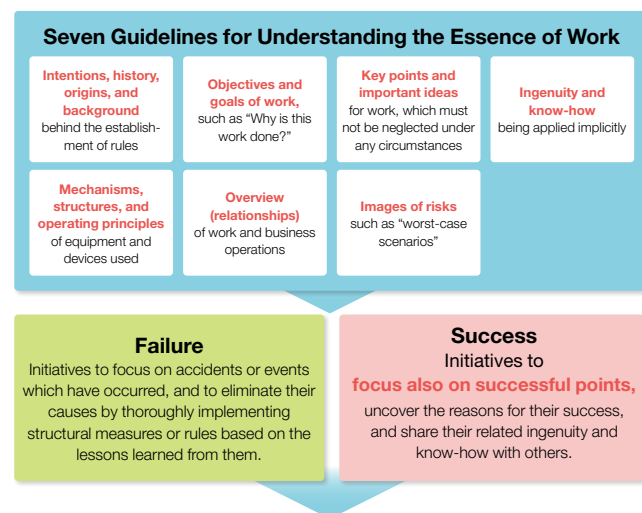 Seven Guidelines for Understanding the Essence of Work
Intentions, history,
origins, and
background
behind the establish-
ment of rules
Objectives and
goals of work,
such as “Why is this
work done?”
Key points and
important ideas
for work, which must
not be neglected under
any circumstances
Ingenuity and
know-how
being applied implicitly
Mechanisms,
structures, and
operating principles
of equipment and
devices used
Overview
(relationships)
of work and business
operations
Images of risks
such as “worst-case
scenarios”
Failure
Initiatives to focus on accidents or events
which have occurred, and to eliminate their
causes by thoroughly implementing
structural measures or rules based on the
lessons learned from them.
Success
Initiatives to
focus also on successful points,
uncover the reasons for their success,
and share their related ingenuity and
know-how with others.